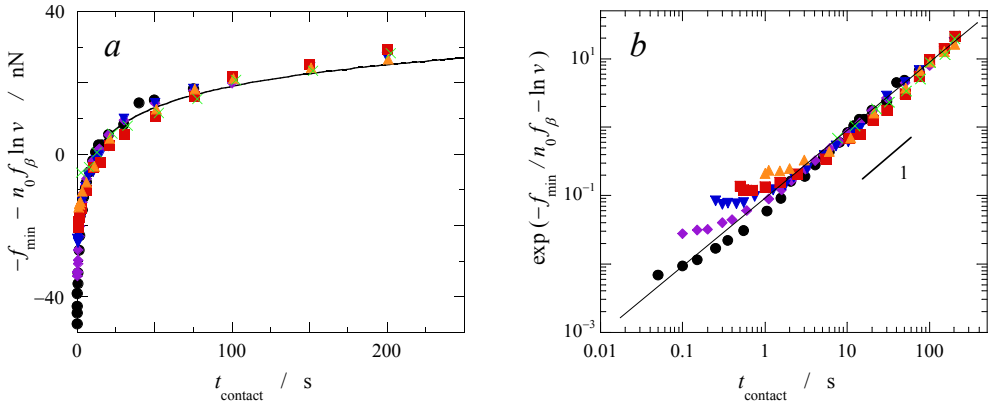 a
40
0
−40
−f_min − n_0 f_β ln v / nN
0
100
200
t_contact / s
b
10^1
10^−1
10^−3
exp (−f_min / n_0 f_β − ln v)
1
0.01
0.1
1
10
100
t_contact / s